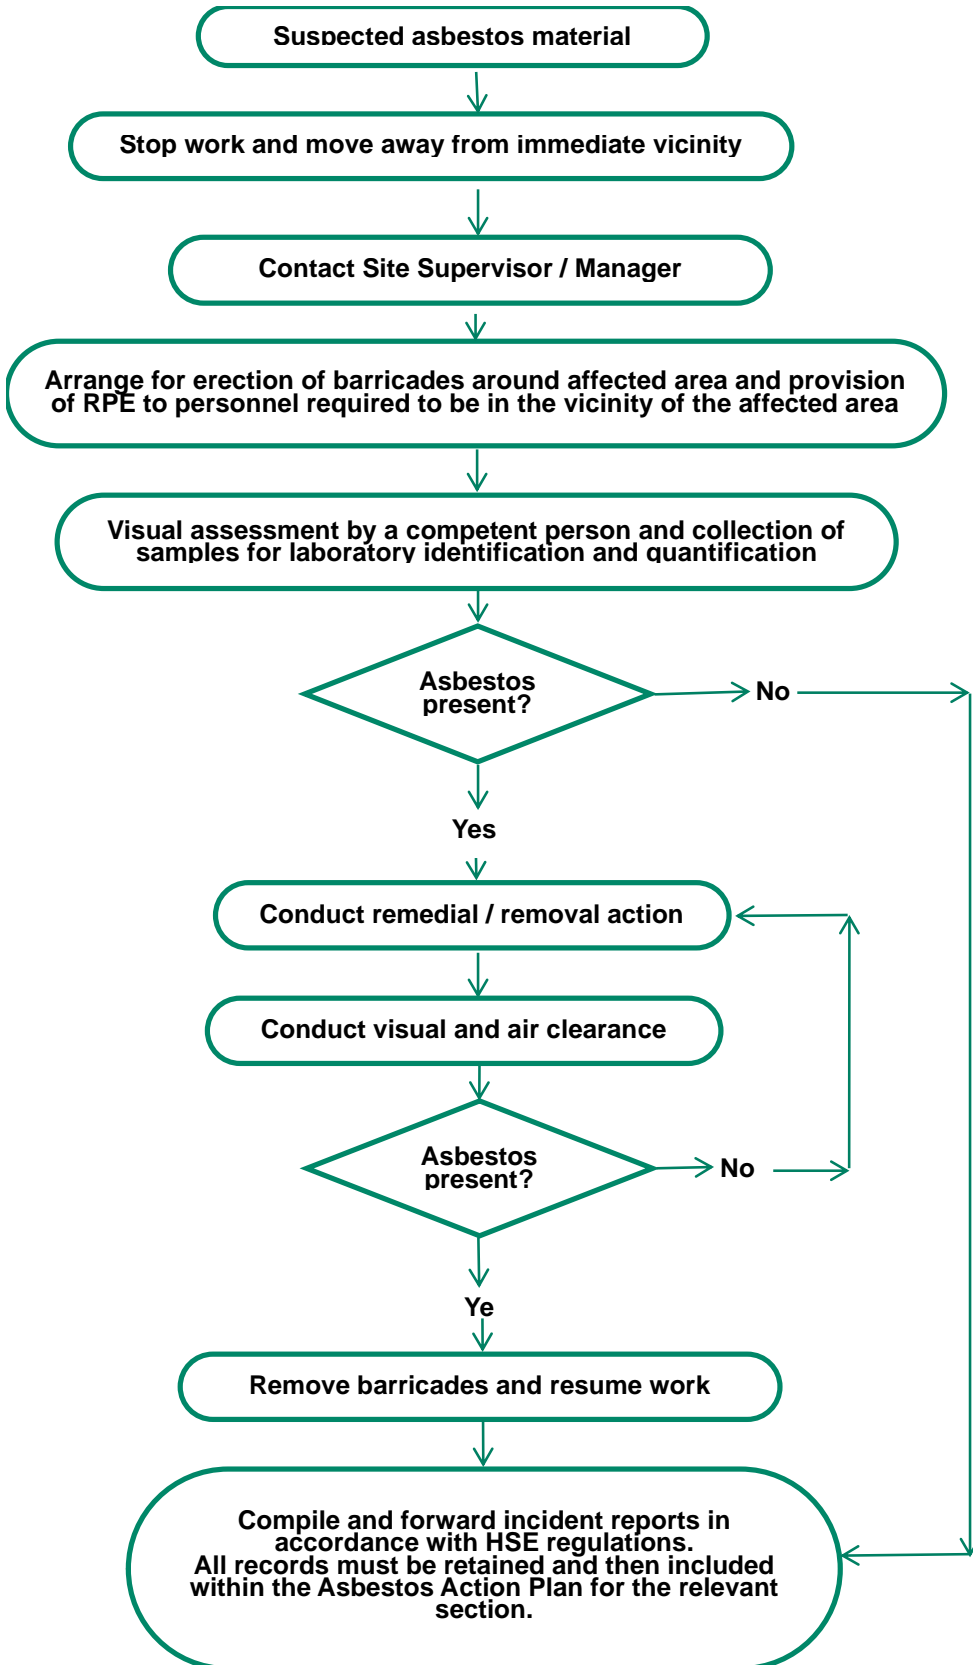 Suspected asbestos material
Stop work and move away from immediate vicinity
Contact Site Supervisor / Manager
Arrange for erection of barricades around affected area and provision
of RPE to personnel required to be in the vicinity of the affected area
Visual assessment by a competent person and collection of
samples for laboratory identification and quantification
Asbestos
present?
No
Yes
Conduct remedial / removal action
Conduct visual and air clearance
Asbestos
present?
No
Ye
Remove barricades and resume work
Compile and forward incident reports in
accordance with HSE regulations.
All records must be retained and then included
within the Asbestos Action Plan for the relevant
section.